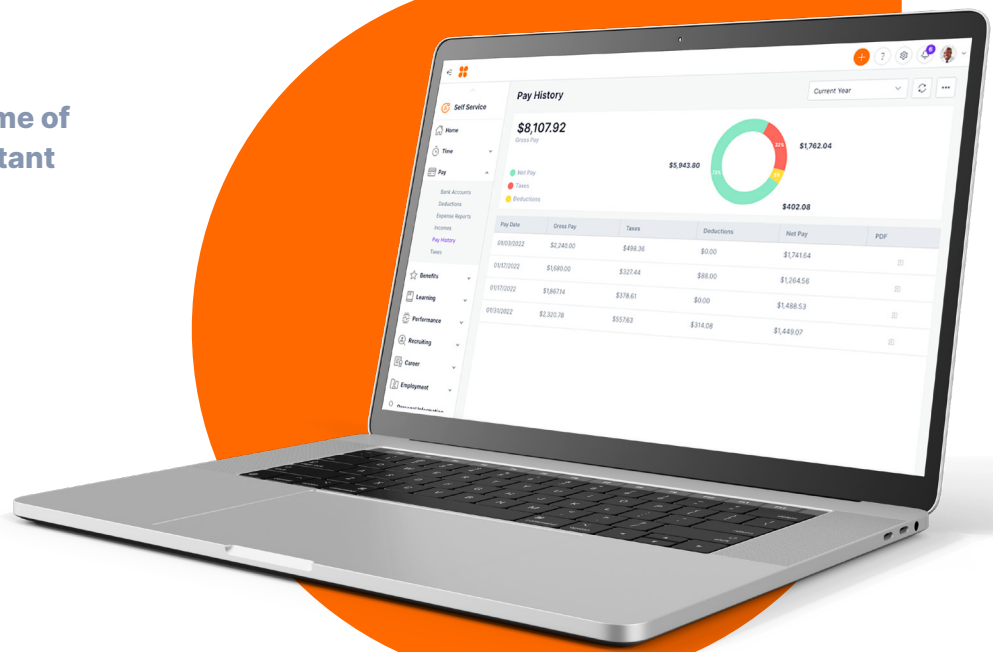 me of
tant
Self Service
Home
Time
Pay
Bank Accounts
Deductions
Expense Reports
Incomes
Pay History
Taxes
Benefits
Learning
Performance
Recruiting
Career
Employment
Personal Information
?
6
Pay History
Current Year
$8,107.92
Gross Pay
Net Pay
Taxes
Deductions
$5,943.80
22%
$1,762.04
$402.08
Pay Date Gross Pay Taxes Deductions Net Pay PDF
01/03/2022 $2,240.00 $498.36 $0.00 $1,741.64
01/17/2022 $1,680.00 $327.44 $88.00 $1,264.56
01/17/2022 $1,867.14 $378.61 $0.00 $1,488.53
01/31/2022 $2,320.78 $557.63 $314.08 $1,449.07